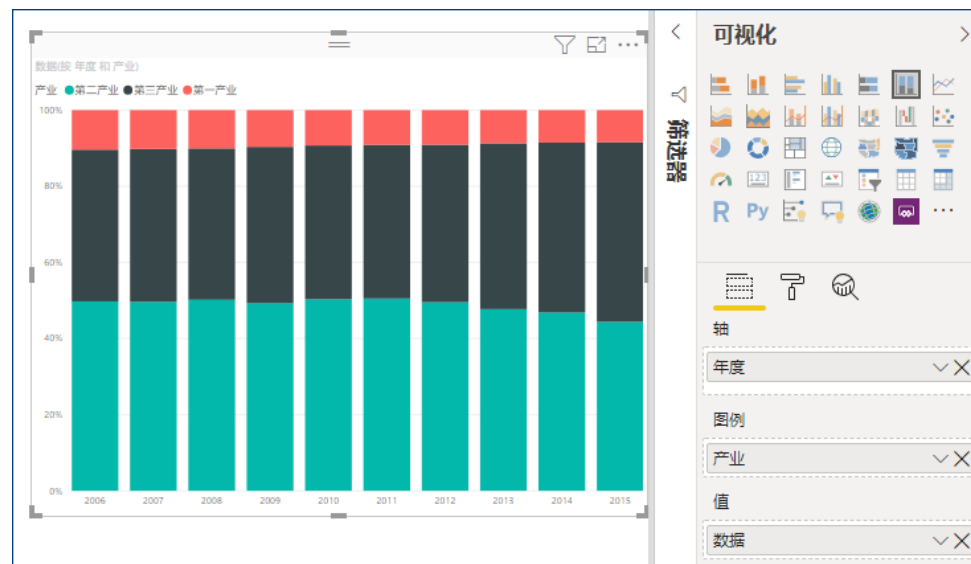 数据(按 年度 和 产业)
产业 第二产业 第三产业 第一产业
100%
80%
60%
40%
20%
0%
2006 2007 2008 2009 2010 2011 2012 2013 2014 2015
筛选器
可视化
123
R Py
轴
年度
图例
产业
值
数据